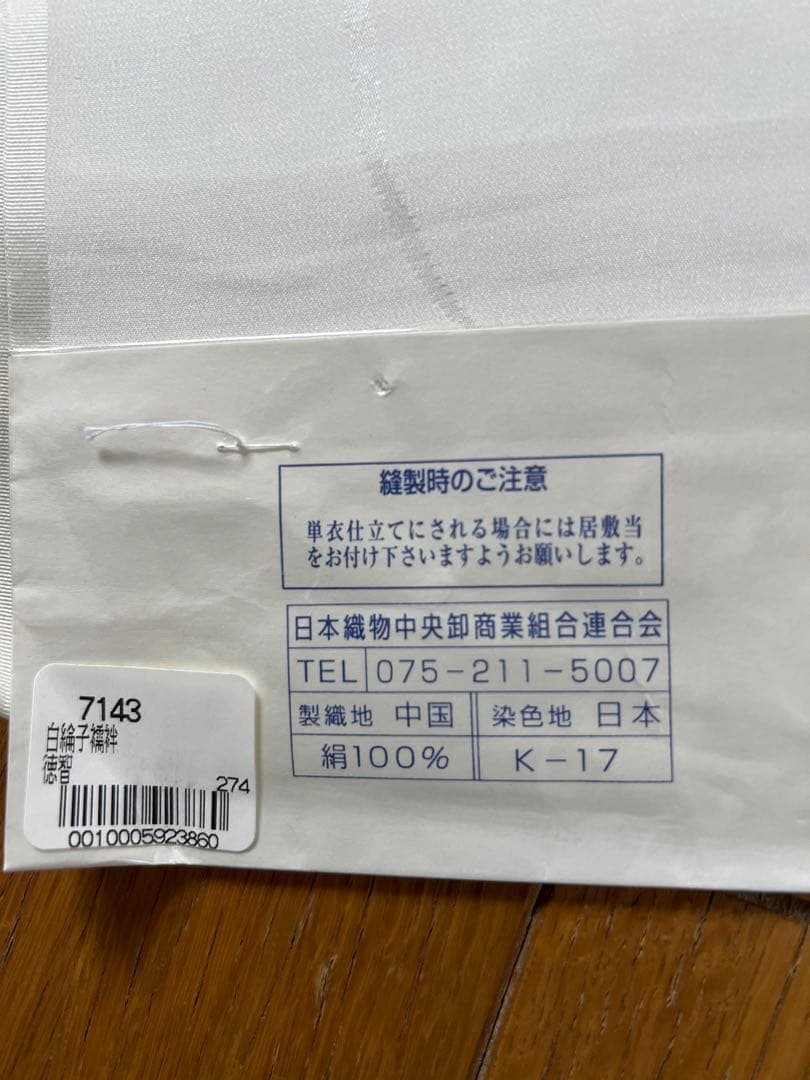 縫製時のご注意
単衣仕立てにされる場合には居敷当
をお付け下さいますようお願いします。
日本織物中央卸商業組合連合会
TEL 075-211-5007
製織地 中国 染色地 日本
絹100% K-17
7143
白綸子襦袢
徳智
274
0010005923860